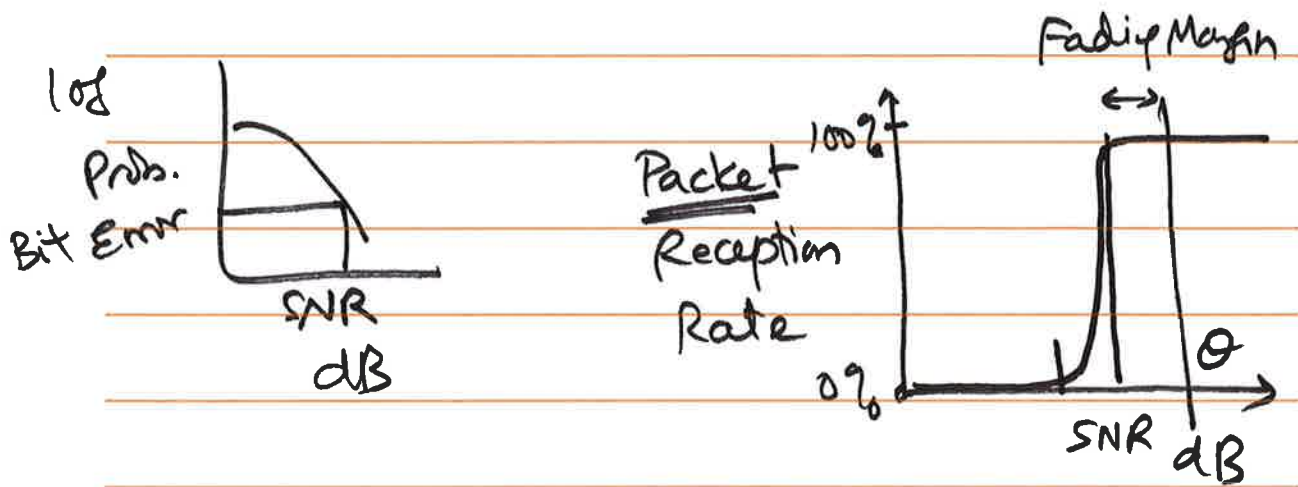 log
Prob.
Bit Error
SNR
dB
Fading Margin
100%
Packet
Reception
Rate
0%
θ
SNR dB